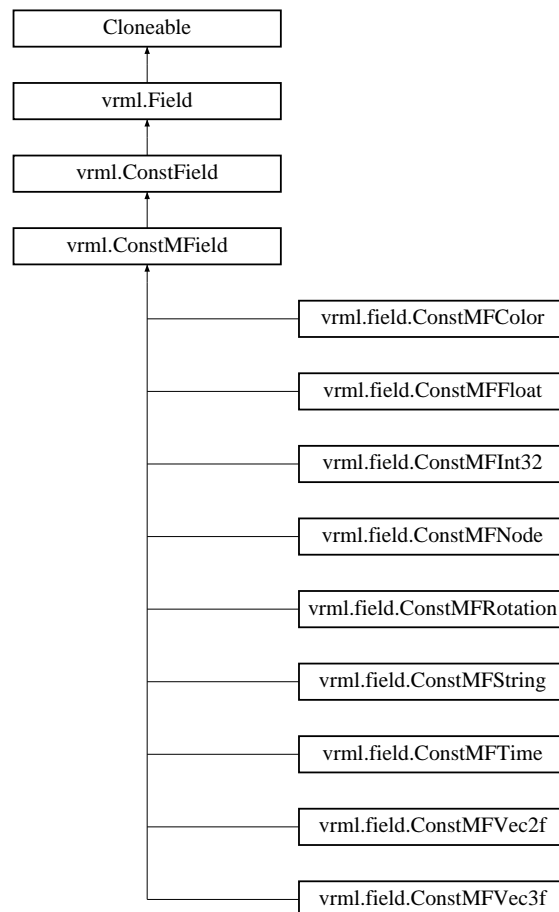 Cloneable
vrml.Field
vrml.ConstField
vrml.ConstMField
vrml.field.ConstMFColor
vrml.field.ConstMFFloat
vrml.field.ConstMFInt32
vrml.field.ConstMFNode
vrml.field.ConstMFRotation
vrml.field.ConstMFString
vrml.field.ConstMFTime
vrml.field.ConstMFVec2f
vrml.field.ConstMFVec3f